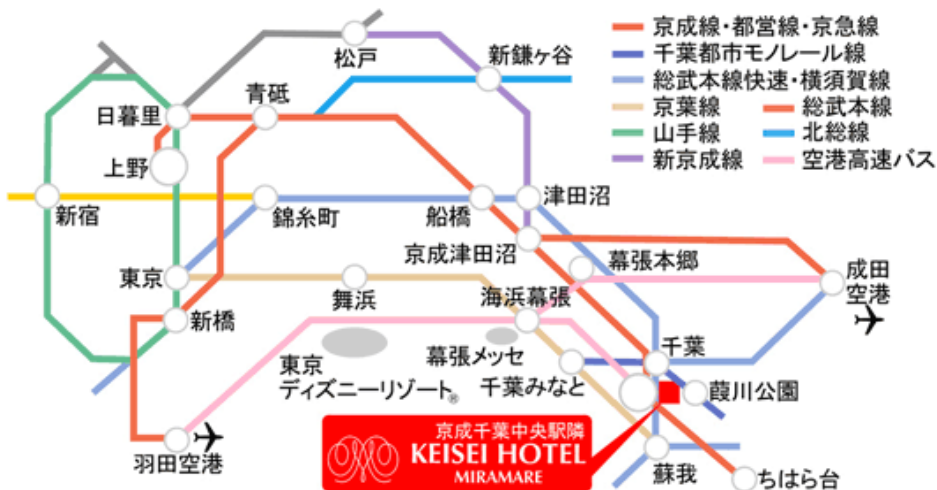 京成線・都営線・京急線
千葉都市モノレール線
総武本線快速・横須賀線
京葉線
総武本線
山手線
北総線
新京成線
空港高速バス
松戸
新鎌ヶ谷
日暮里
青砥
上野
新宿
錦糸町
船橋
津田沼
京成津田沼
幕張本郷
成田
空港
東京
舞浜
海浜幕張
新橋
東京
ディズニーリゾート®
幕張メッセ
千葉みなと
千葉
葭川公園
羽田空港
京成千葉中央駅隣
KEISEI HOTEL
MIRAMARE
蘇我
ちはら台